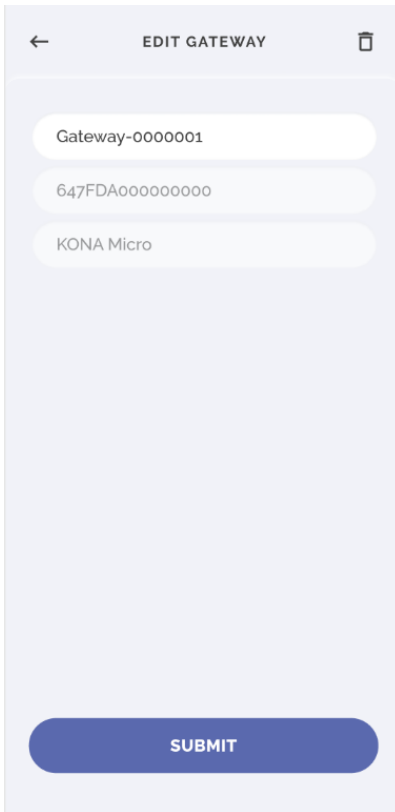 EDIT GATEWAY
Gateway-0000001
647FDA000000000
KONA Micro
SUBMIT